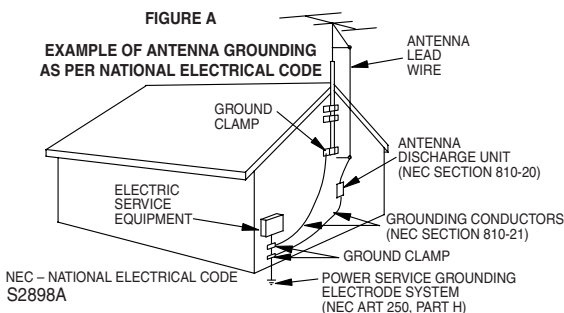 FIGURE A
EXAMPLE OF ANTENNA GROUNDING
AS PER NATIONAL ELECTRICAL CODE
ANTENNA
LEAD
WIRE
GROUND
CLAMP
ANTENNA
DISCHARGE UNIT
(NEC SECTION 810-20)
ELECTRIC
SERVICE
EQUIPMENT
GROUNDING CONDUCTORS
(NEC SECTION 810-21)
GROUND CLAMP
POWER SERVICE GROUNDING
ELECTRODE SYSTEM
(NEC ART 250, PART H)
NEC – NATIONAL ELECTRICAL CODE
S2898A